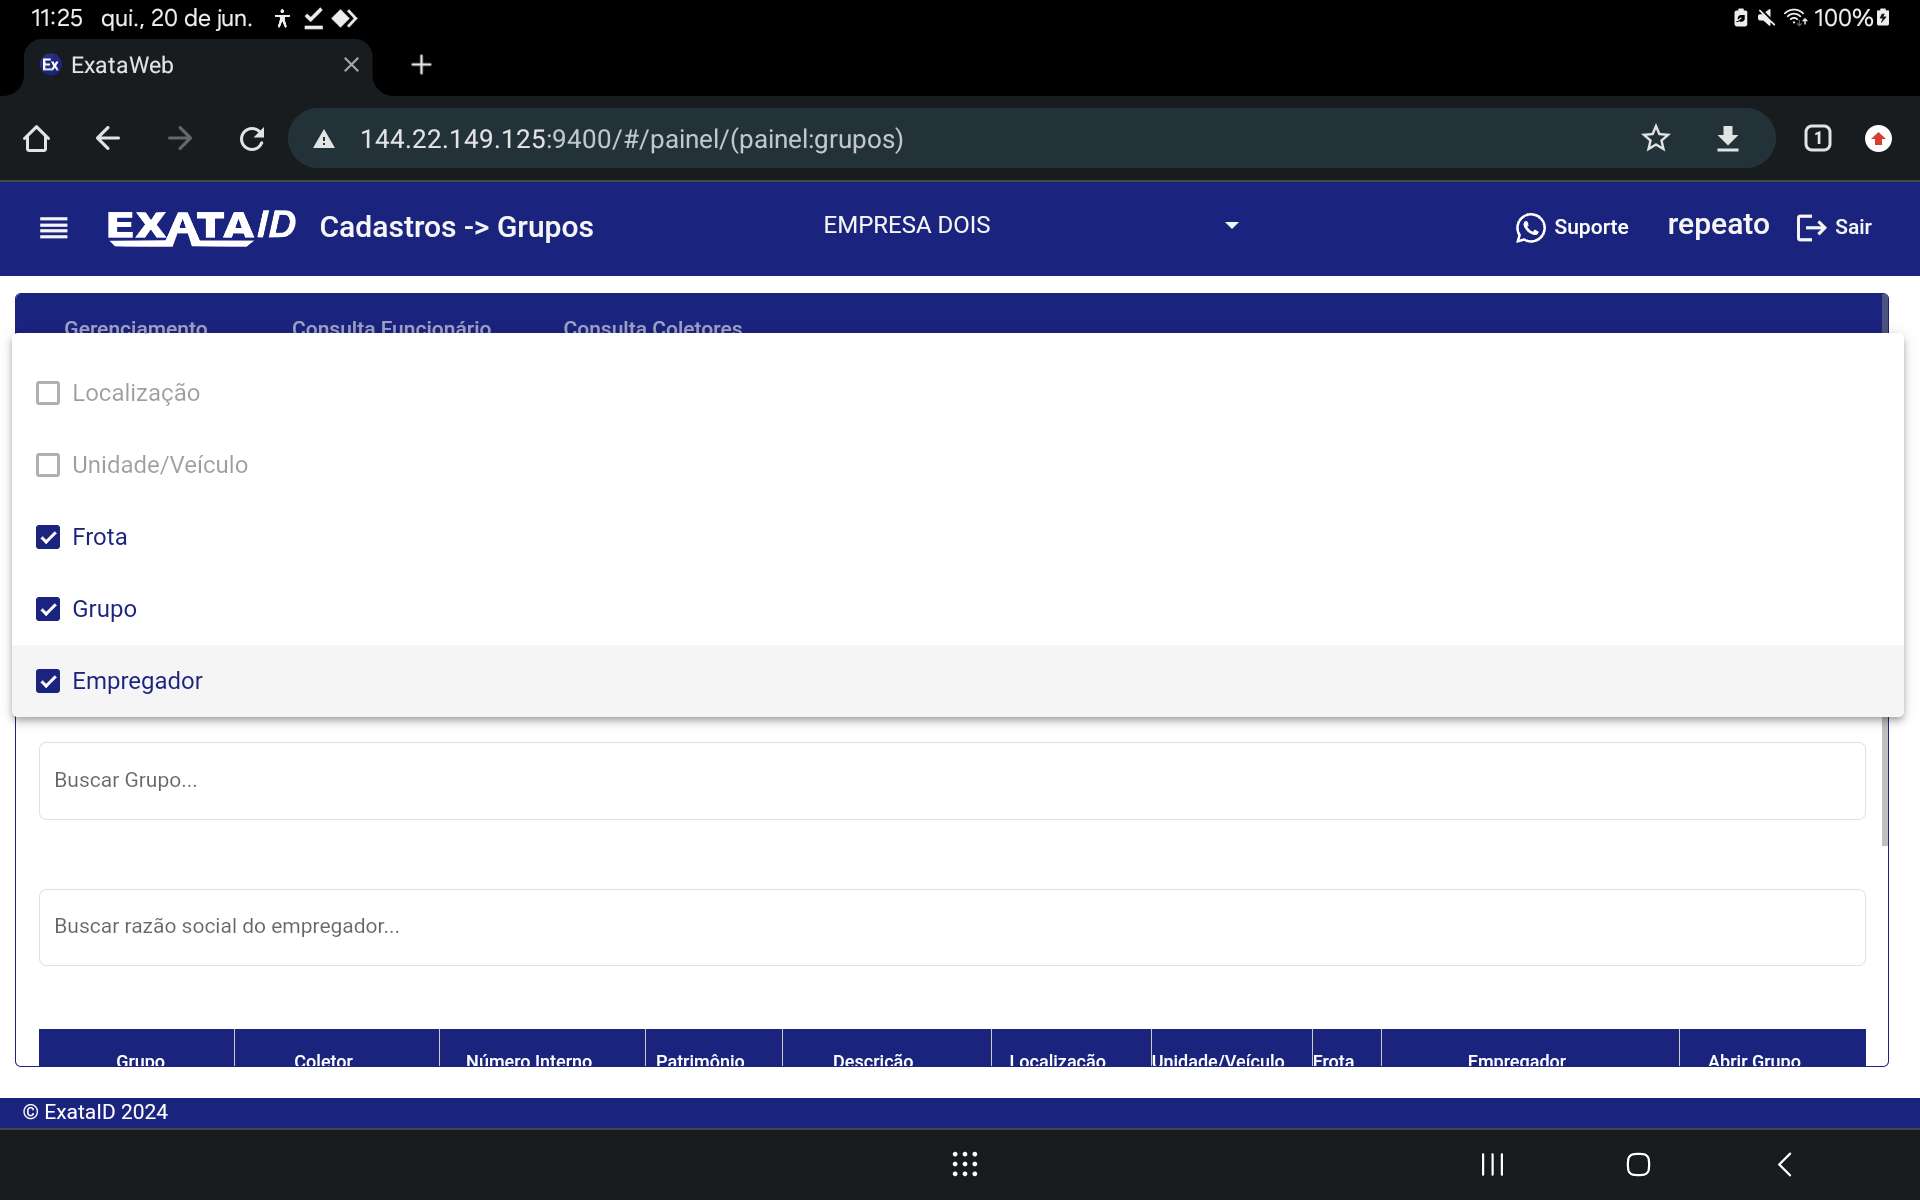 11:25 qui., 20 de jun. 100%
Ex ExataWeb
144.22.149.125:9400/#/painel/(painel:grupos) 1
EXATAID Cadastros -> Grupos EMPRESA DOIS Suporte repeato Sair
Gerenciamento Consulta Funcionário Consulta Coletores
Localização
Unidade/Veículo
Frota
Grupo
Empregador
Buscar Grupo...
Buscar razão social do empregador...
Grupo Coletor Número Interno Patrimônio Descrição Localização Unidade/Veículo Frota Empregador Abrir Grupo
© ExataID 2024